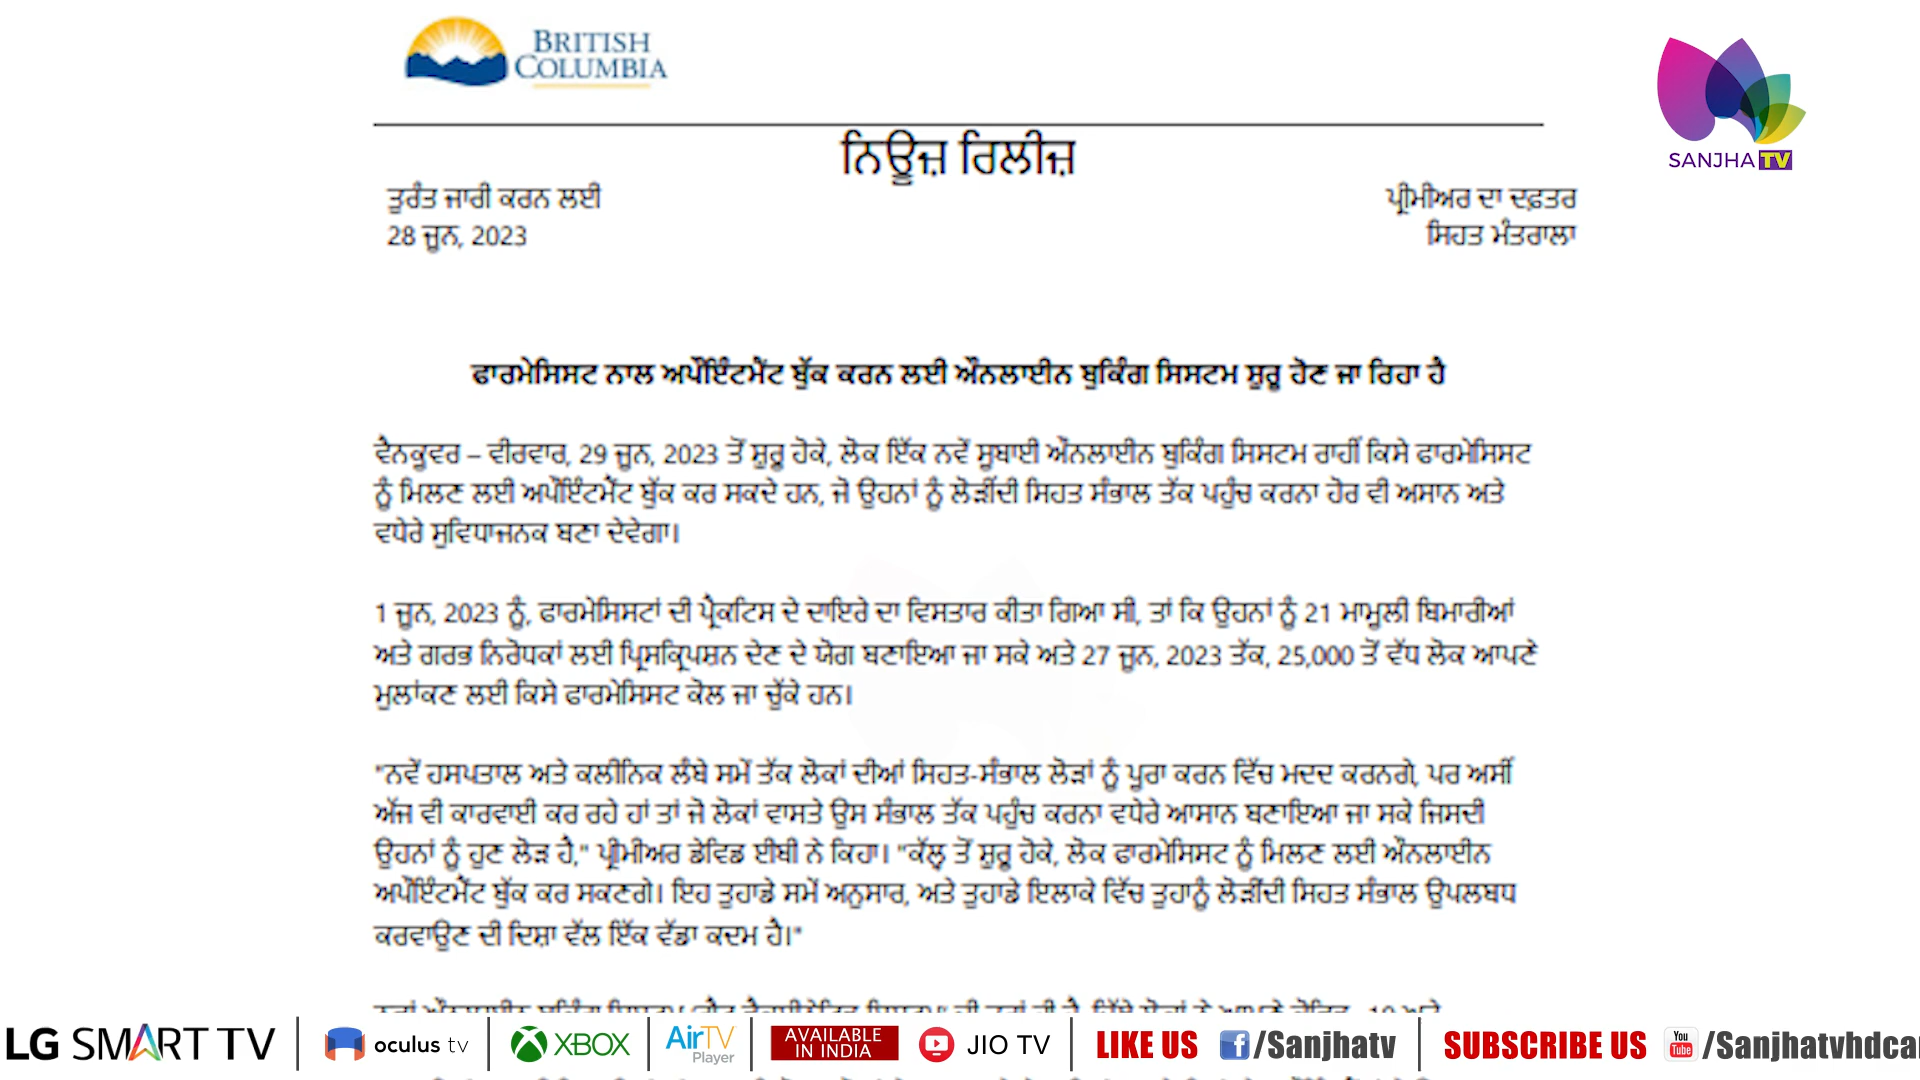 BRITISH
COLUMBIA
SANJHA TV
ਨਿਊਜ਼ ਰਿਲੀਜ਼
ਤੁਰੰਤ ਜਾਰੀ ਕਰਨ ਲਈ
ਪ੍ਰੀਮੀਅਰ ਦਾ ਦਫ਼ਤਰ
28 ਜੂਨ, 2023
ਸਿਹਤ ਮੰਤਰਾਲਾ
ਫਾਰਮੇਸਿਸਟ ਨਾਲ ਅਪੌਇੰਟਮੈਂਟ ਬੁੱਕ ਕਰਨ ਲਈ ਔਨਲਾਈਨ ਬੁਕਿੰਗ ਸਿਸਟਮ ਸ਼ੁਰੂ ਹੋਣ ਜਾ ਰਿਹਾ ਹੈ
ਵੈਨਕੂਵਰ – ਵੀਰਵਾਰ, 29 ਜੂਨ, 2023 ਤੋਂ ਸ਼ੁਰੂ ਹੋਕੇ, ਲੋਕ ਇੱਕ ਨਵੇਂ ਸੂਬਾਈ ਔਨਲਾਈਨ ਬੁਕਿੰਗ ਸਿਸਟਮ ਰਾਹੀਂ ਕਿਸੇ ਫਾਰਮੇਸਿਸਟ
ਨੂੰ ਮਿਲਣ ਲਈ ਅਪੌਇੰਟਮੈਂਟ ਬੁੱਕ ਕਰ ਸਕਦੇ ਹਨ, ਜੋ ਉਹਨਾਂ ਨੂੰ ਲੋੜੀਂਦੀ ਸਿਹਤ ਸੰਭਾਲ ਤੱਕ ਪਹੁੰਚ ਕਰਨਾ ਹੋਰ ਵੀ ਅਸਾਨ ਅਤੇ
ਵਧੇਰੇ ਸੁਵਿਧਾਜਨਕ ਬਣਾ ਦੇਵੇਗਾ।
1 ਜੂਨ, 2023 ਨੂੰ, ਫਾਰਮੇਸਿਸਟਾਂ ਦੀ ਪ੍ਰੈਕਟਿਸ ਦੇ ਦਾਇਰੇ ਦਾ ਵਿਸਤਾਰ ਕੀਤਾ ਗਿਆ ਸੀ, ਤਾਂ ਕਿ ਉਹਨਾਂ ਨੂੰ 21 ਮਾਮੂਲੀ ਬਿਮਾਰੀਆਂ
ਅਤੇ ਗਰਭ ਨਿਰੋਧਕਾਂ ਲਈ ਪ੍ਰਿਸਕ੍ਰਿਪਸ਼ਨ ਦੇਣ ਦੇ ਯੋਗ ਬਣਾਇਆ ਜਾ ਸਕੇ ਅਤੇ 27 ਜੂਨ, 2023 ਤੱਕ, 25,000 ਤੋਂ ਵੱਧ ਲੋਕ ਆਪਣੇ
ਮੁਲਾਂਕਣ ਲਈ ਕਿਸੇ ਫਾਰਮੇਸਿਸਟ ਕੋਲ ਜਾ ਚੁੱਕੇ ਹਨ।
"ਨਵੇਂ ਹਸਪਤਾਲ ਅਤੇ ਕਲੀਨਿਕ ਲੰਬੇ ਸਮੇਂ ਤੱਕ ਲੋਕਾਂ ਦੀਆਂ ਸਿਹਤ-ਸੰਭਾਲ ਲੋੜਾਂ ਨੂੰ ਪੂਰਾ ਕਰਨ ਵਿੱਚ ਮਦਦ ਕਰਨਗੇ, ਪਰ ਅਸੀਂ
ਅੱਜ ਵੀ ਕਾਰਵਾਈ ਕਰ ਰਹੇ ਹਾਂ ਤਾਂ ਜੋ ਲੋਕਾਂ ਵਾਸਤੇ ਉਸ ਸੰਭਾਲ ਤੱਕ ਪਹੁੰਚ ਕਰਨਾ ਵਧੇਰੇ ਆਸਾਨ ਬਣਾਇਆ ਜਾ ਸਕੇ ਜਿਸਦੀ
ਉਹਨਾਂ ਨੂੰ ਹੁਣ ਲੋੜ ਹੈ," ਪ੍ਰੀਮੀਅਰ ਡੇਵਿਡ ਈਬੀ ਨੇ ਕਿਹਾ। "ਕੱਲ੍ਹ ਤੋਂ ਸ਼ੁਰੂ ਹੋਕੇ, ਲੋਕ ਫਾਰਮੇਸਿਸਟ ਨੂੰ ਮਿਲਣ ਲਈ ਔਨਲਾਈਨ
ਅਪੌਇੰਟਮੈਂਟ ਬੁੱਕ ਕਰ ਸਕਣਗੇ। ਇਹ ਤੁਹਾਡੇ ਸਮੇਂ ਅਨੁਸਾਰ, ਅਤੇ ਤੁਹਾਡੇ ਇਲਾਕੇ ਵਿੱਚ ਤੁਹਾਨੂੰ ਲੋੜੀਂਦੀ ਸਿਹਤ ਸੰਭਾਲ ਉਪਲਬਧ
ਕਰਵਾਉਣ ਦੀ ਦਿਸ਼ਾ ਵੱਲ ਇੱਕ ਵੱਡਾ ਕਦਮ ਹੈ।"
LG SMART TV | oculus tv | XBOX | AirTV Player | AVAILABLE IN INDIA JIO TV | LIKE US /Sanjhatv | SUBSCRIBE US You Tube /Sanjhatvhdca